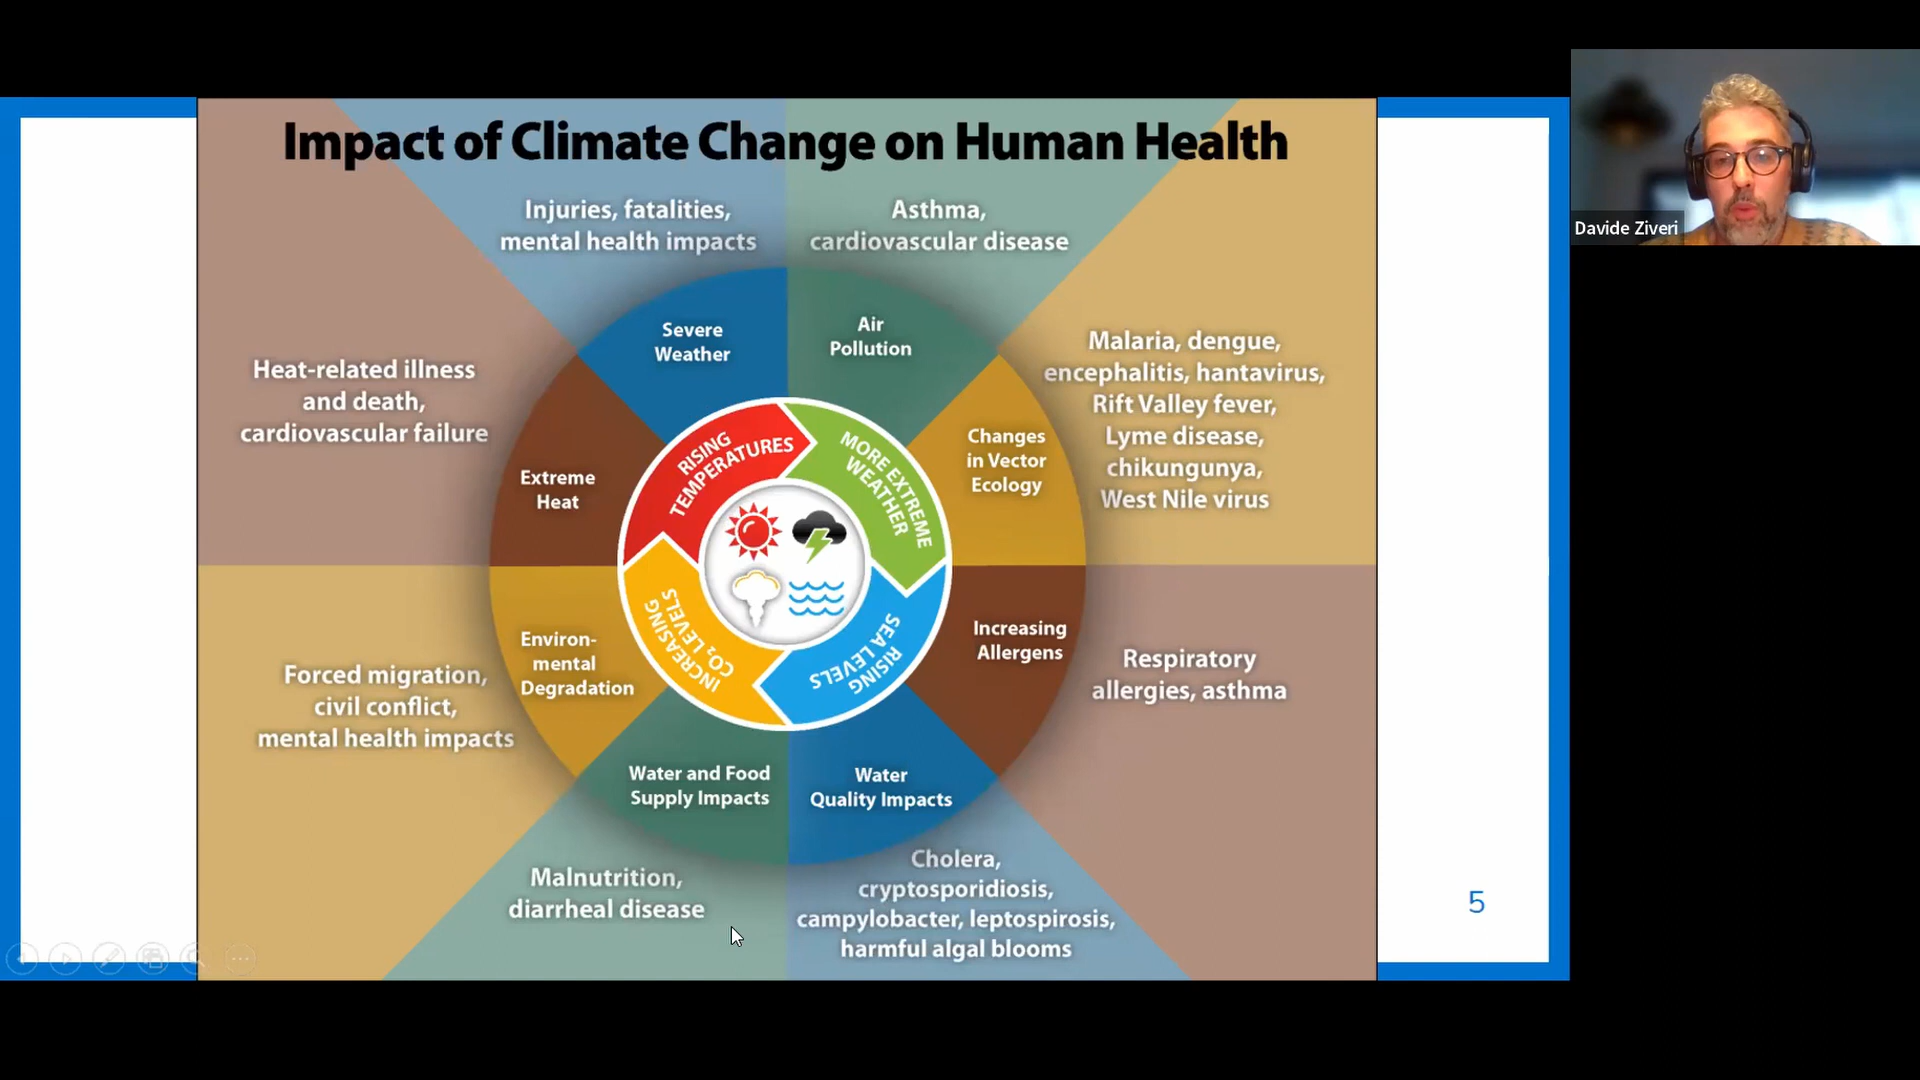 Impact of Climate Change on Human Health
Injuries, fatalities,
mental health impacts
Asthma,
cardiovascular disease
Severe
Weather
Air
Pollution
Heat-related illness
and death,
cardiovascular failure
Malaria, dengue,
encephalitis, hantavirus,
Rift Valley fever,
Lyme disease,
chikungunya,
West Nile virus
Extreme
Heat
Changes
in Vector
Ecology
RISING
TEMPERATURES
MORE EXTREME
WEATHER
INCREASING
CO₂ LEVELS
RISING
SEA LEVELS
Environ-
mental
Degradation
Increasing
Allergens
Forced migration,
civil conflict,
mental health impacts
Respiratory
allergies, asthma
Water and Food
Supply Impacts
Water
Quality Impacts
Malnutrition,
diarrheal disease
Cholera,
cryptosporidiosis,
campylobacter, leptospirosis,
harmful algal blooms
5
Davide Ziveri